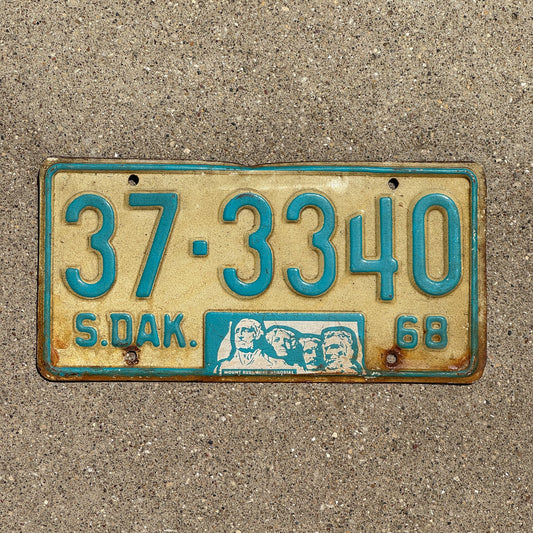 37·3340
S.DAK. 68
MOUNT RUSHMORE MEMORIAL